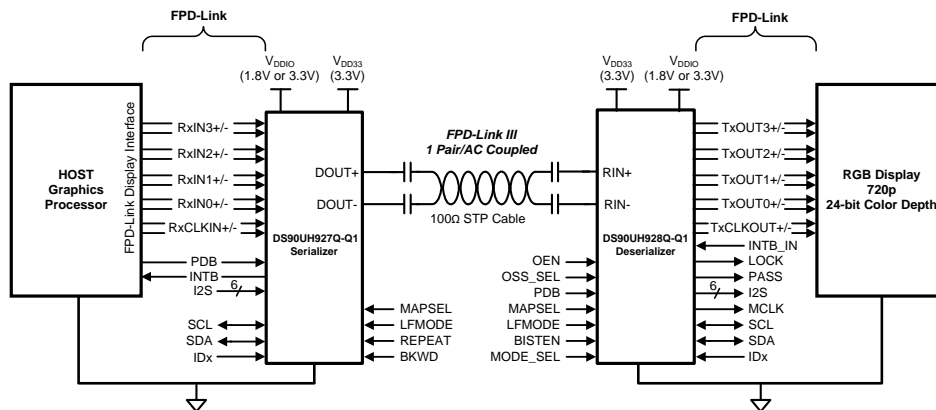 FPD-Link
FPD-Link
VDDIO
(1.8V or 3.3V)
VDD33
(3.3V)
VDD33
(3.3V)
VDDIO
(1.8V or 3.3V)
HOST
Graphics
Processor
FPD-Link Display Interface
RxIN3+/-
RxIN2+/-
RxIN1+/-
RxIN0+/-
RxCLKIN+/-
PDB
INTB
I2S
6
SCL
SDA
IDx
DOUT+
DOUT-
DS90UH927Q-Q1
Serializer
MAPSEL
LFMODE
REPEAT
BKWD
FPD-Link III
1 Pair/AC Coupled
100Ω STP Cable
RIN+
RIN-
DS90UH928Q-Q1
Deserializer
OEN
OSS_SEL
PDB
MAPSEL
LFMODE
BISTEN
MODE_SEL
TxOUT3+/-
TxOUT2+/-
TxOUT1+/-
TxOUT0+/-
TxCLKOUT+/-
INTB_IN
LOCK
PASS
6
I2S
MCLK
SCL
SDA
IDx
RGB Display
720p
24-bit Color Depth